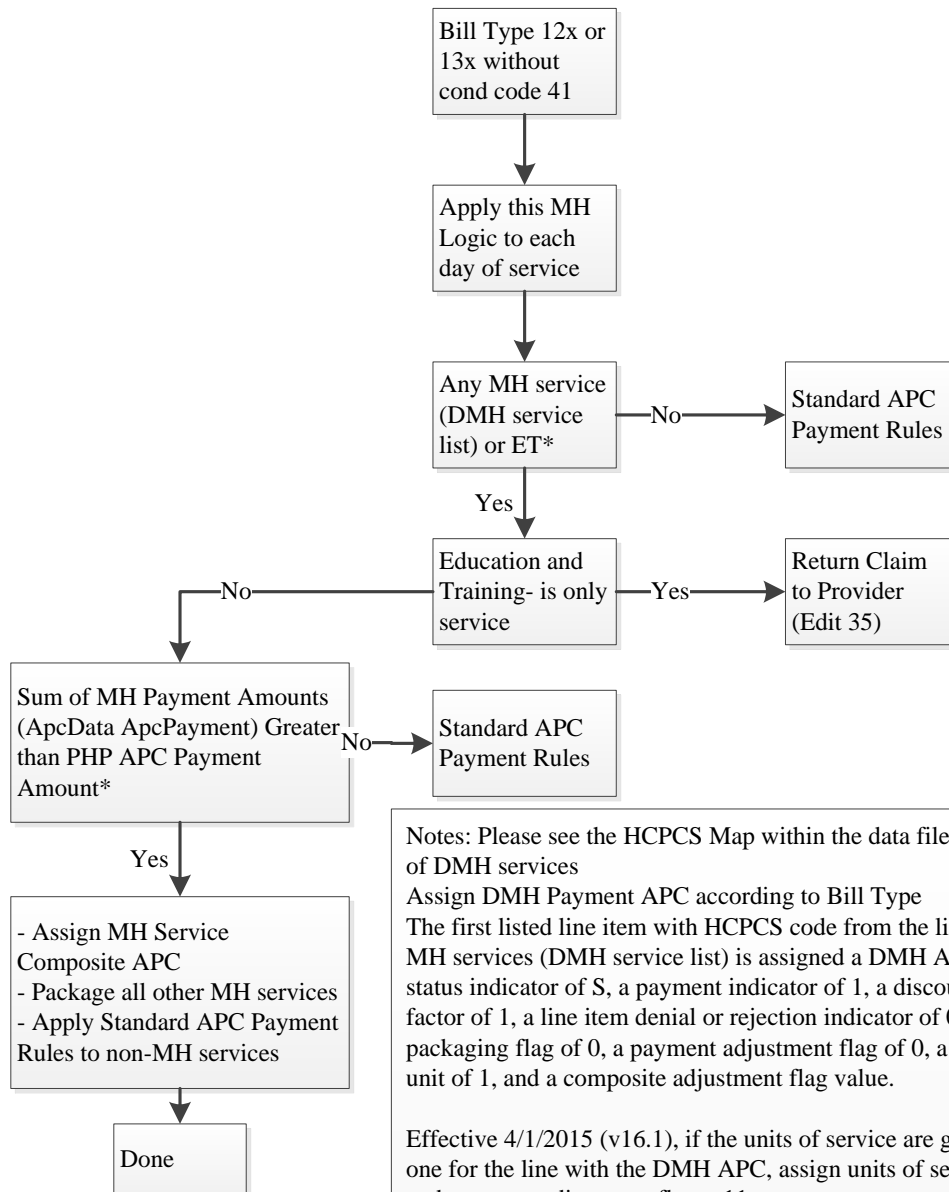 Bill Type 12x or
13x without
cond code 41
Apply this MH
Logic to each
day of service
Any MH service
(DMH service
list) or ET*
No
Standard APC
Payment Rules
Yes
Education and
Training- is only
service
No
Yes
Return Claim
to Provider
(Edit 35)
Sum of MH Payment Amounts
(ApcData ApcPayment) Greater
than PHP APC Payment
Amount*
No
Standard APC
Payment Rules
Yes
- Assign MH Service
Composite APC
- Package all other MH services
- Apply Standard APC Payment
Rules to non-MH services
Done
Notes: Please see the HCPCS Map within the data file
of DMH services
Assign DMH Payment APC according to Bill Type
The first listed line item with HCPCS code from the
MH services (DMH service list) is assigned a DMH
status indicator of S, a payment indicator of 1, a
factor of 1, a line item denial or rejection indicator of
packaging flag of 0, a payment adjustment flag of 0, a
unit of 1, and a composite adjustment flag value.
Effective 4/1/2015 (v16.1), if the units of service are
one for the line with the DMH APC, assign units of